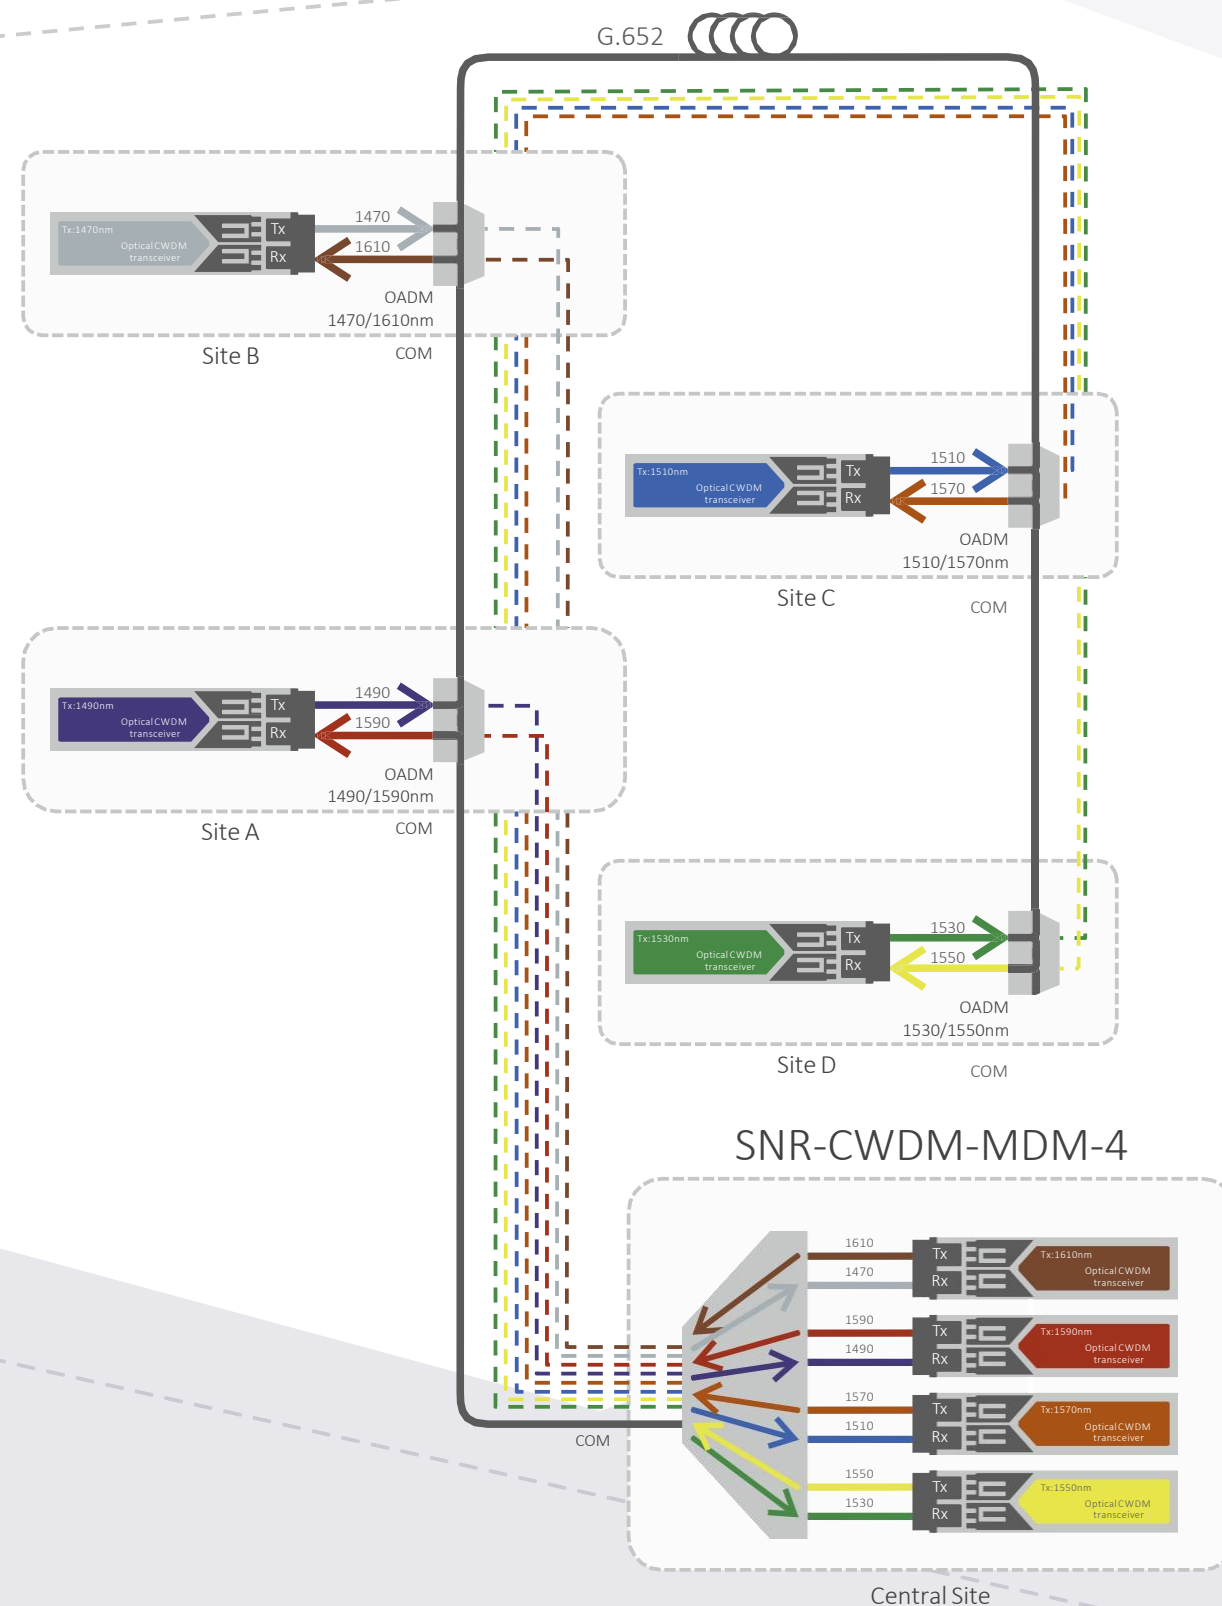 G.652
Tx:1470nm
Optical CWDM
transceiver
Tx
Rx
1470
1610
OADM
1470/1610nm
COM
Site B
Tx:1510nm
Optical CWDM
transceiver
Tx
Rx
1510
1570
OADM
1510/1570nm
COM
Site C
Tx:1490nm
Optical CWDM
transceiver
Tx
Rx
1490
1590
OADM
1490/1590nm
COM
Site A
Tx:1530nm
Optical CWDM
transceiver
Tx
Rx
1530
1550
OADM
1530/1550nm
COM
Site D
SNR-CWDM-MDM-4
1610
1470
Tx
Rx
Tx:1610nm
Optical CWDM
transceiver
1590
1490
Tx
Rx
Tx:1590nm
Optical CWDM
transceiver
1570
1510
Tx
Rx
Tx:1570nm
Optical CWDM
transceiver
COM
1550
1530
Tx
Rx
Tx:1550nm
Optical CWDM
transceiver
Central Site